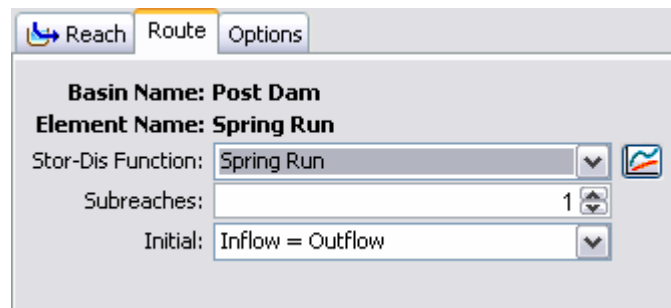 Reach Route Options
Basin Name: Post Dam
Element Name: Spring Run
Stor-Dis Function: Spring Run
Subreaches: 1
Initial: Inflow = Outflow